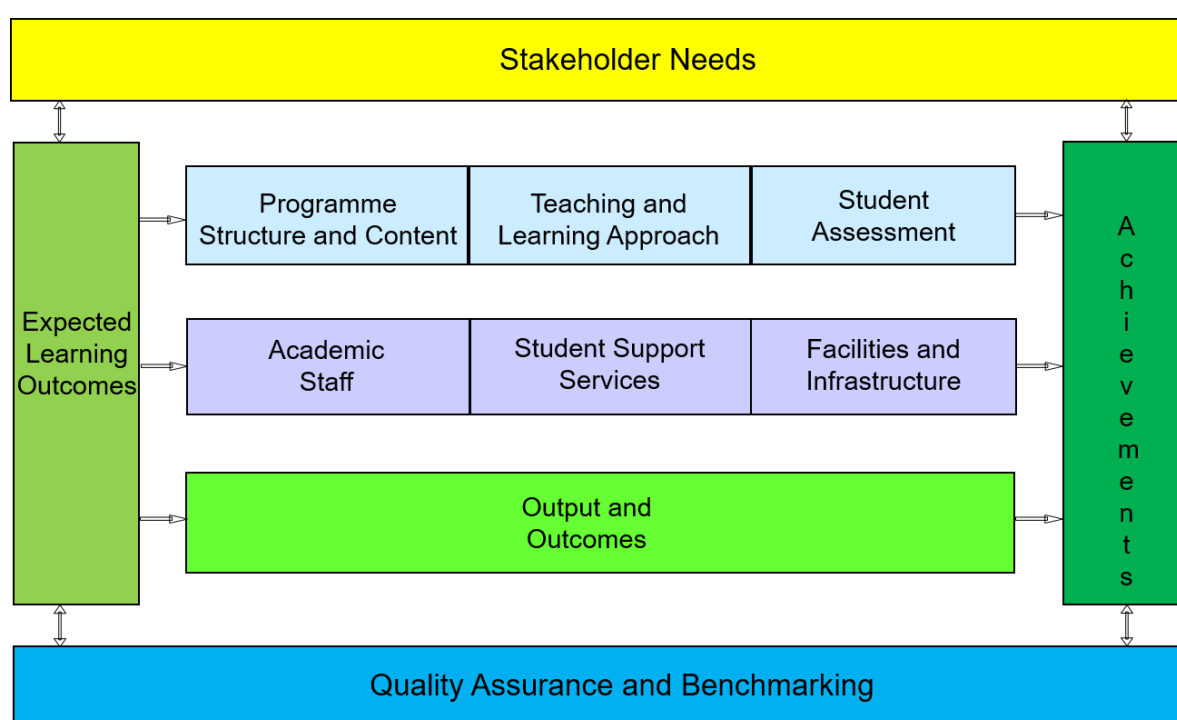 Stakeholder Needs
Programme
Structure and Content
Teaching and
Learning Approach
Student
Assessment
Expected
Learning
Outcomes
Academic
Staff
Student Support
Services
Facilities and
Infrastructure
Output and
Outcomes
A
c
h
i
e
v
e
m
e
n
t
s
Quality Assurance and Benchmarking